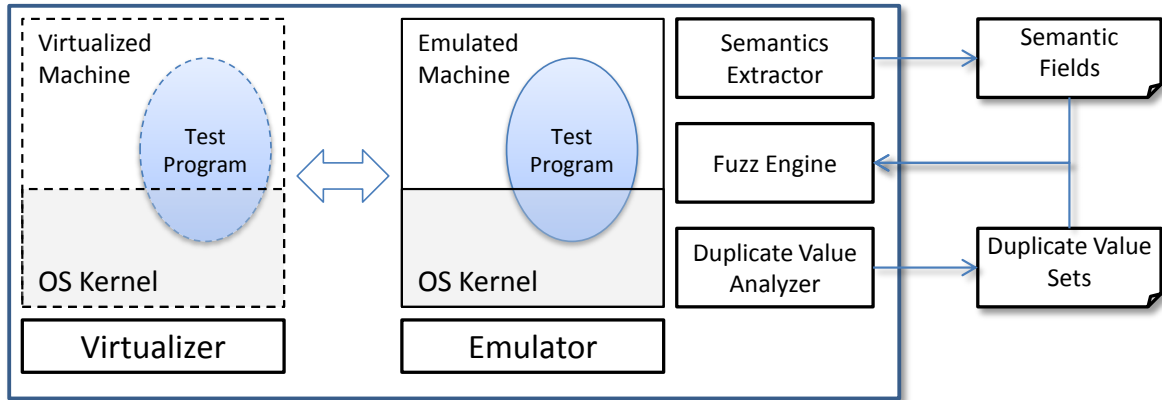 Virtualized
Machine
Test
Program
OS Kernel
Virtualizer
Emulated
Machine
Test
Program
OS Kernel
Emulator
Semantics
Extractor
Fuzz Engine
Duplicate Value
Analyzer
Semantic
Fields
Duplicate Value
Sets